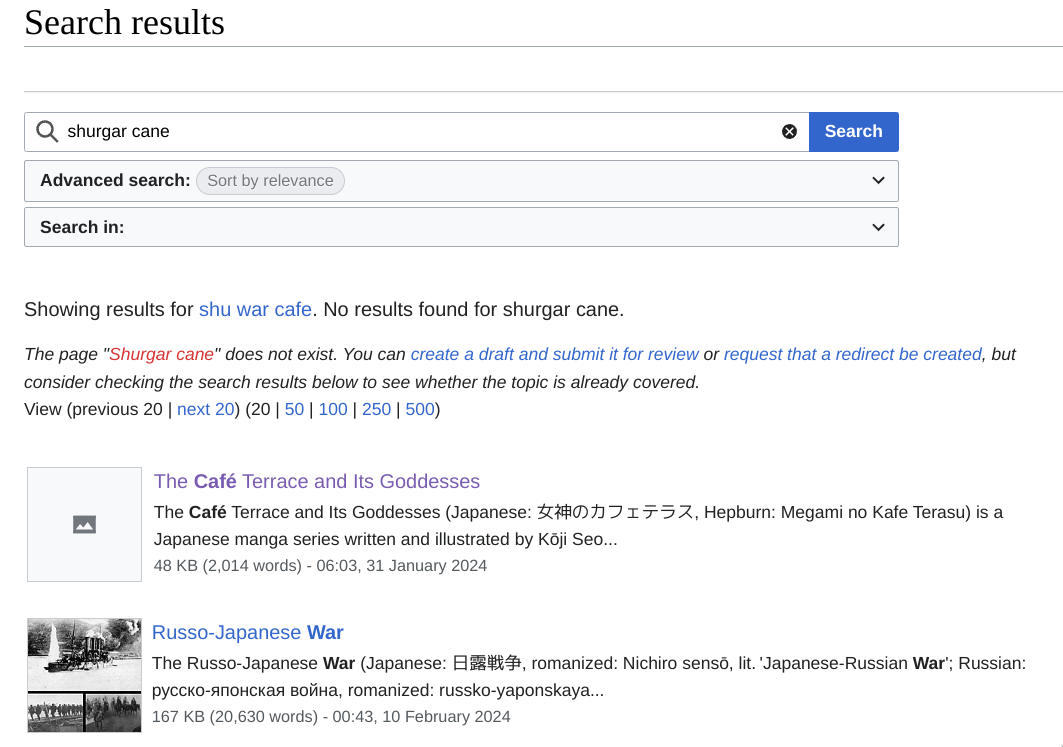 Search results
shurgar cane
Search
Advanced search: Sort by relevance
Search in:
Showing results for shu war cafe. No results found for shurgar cane.
The page "Shurgar cane" does not exist. You can create a draft and submit it for review or request that a redirect be created, but
consider checking the search results below to see whether the topic is already covered.
View (previous 20 | next 20) (20 | 50 | 100 | 250 | 500)
The Café Terrace and Its Goddesses
The Café Terrace and Its Goddesses (Japanese: 女神のカフェテラス, Hepburn: Megami no Kafe Terasu) is a
Japanese manga series written and illustrated by Kōji Seo...
48 KB (2,014 words) - 06:03, 31 January 2024
Russo-Japanese War
The Russo-Japanese War (Japanese: 日露戦争, romanized: Nichiro sensō, lit. 'Japanese-Russian War'; Russian:
русско-японская война, romanized: russko-yaponskaya...
167 KB (20,630 words) - 00:43, 10 February 2024